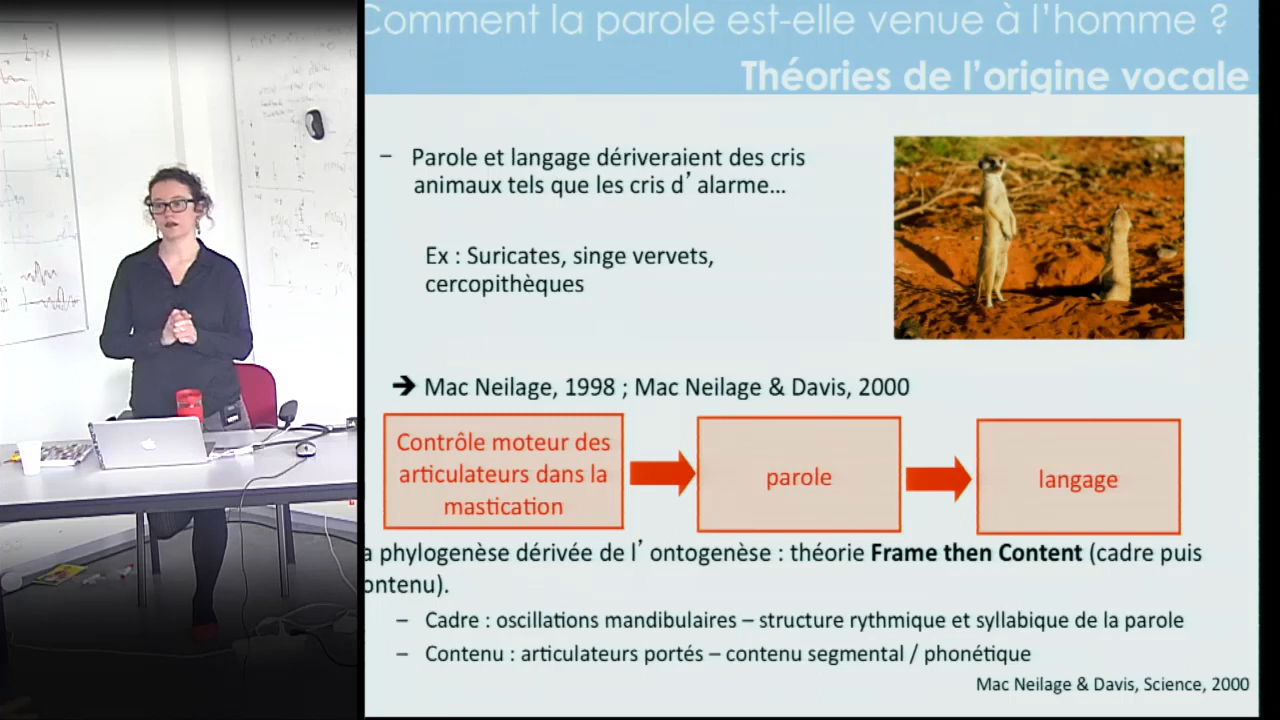 Comment la parole est-elle venue à l’homme ?
Théories de l’origine vocale
– Parole et langage dériveraient des cris
animaux tels que les cris d’ alarme...
Ex : Suricates, singe vervets,
cercopithèques
➔ Mac Neilage, 1998 ; Mac Neilage & Davis, 2000
Contrôle moteur des
articulateurs dans la
mastication
parole
langage
a phylogenèse dérivée de l’ ontogenèse : théorie Frame then Content (cadre puis
ontenu).
– Cadre : oscillations mandibulaires – structure rythmique et syllabique de la parole
– Contenu : articulateurs portés – contenu segmental / phonétique
Mac Neilage & Davis, Science, 2000